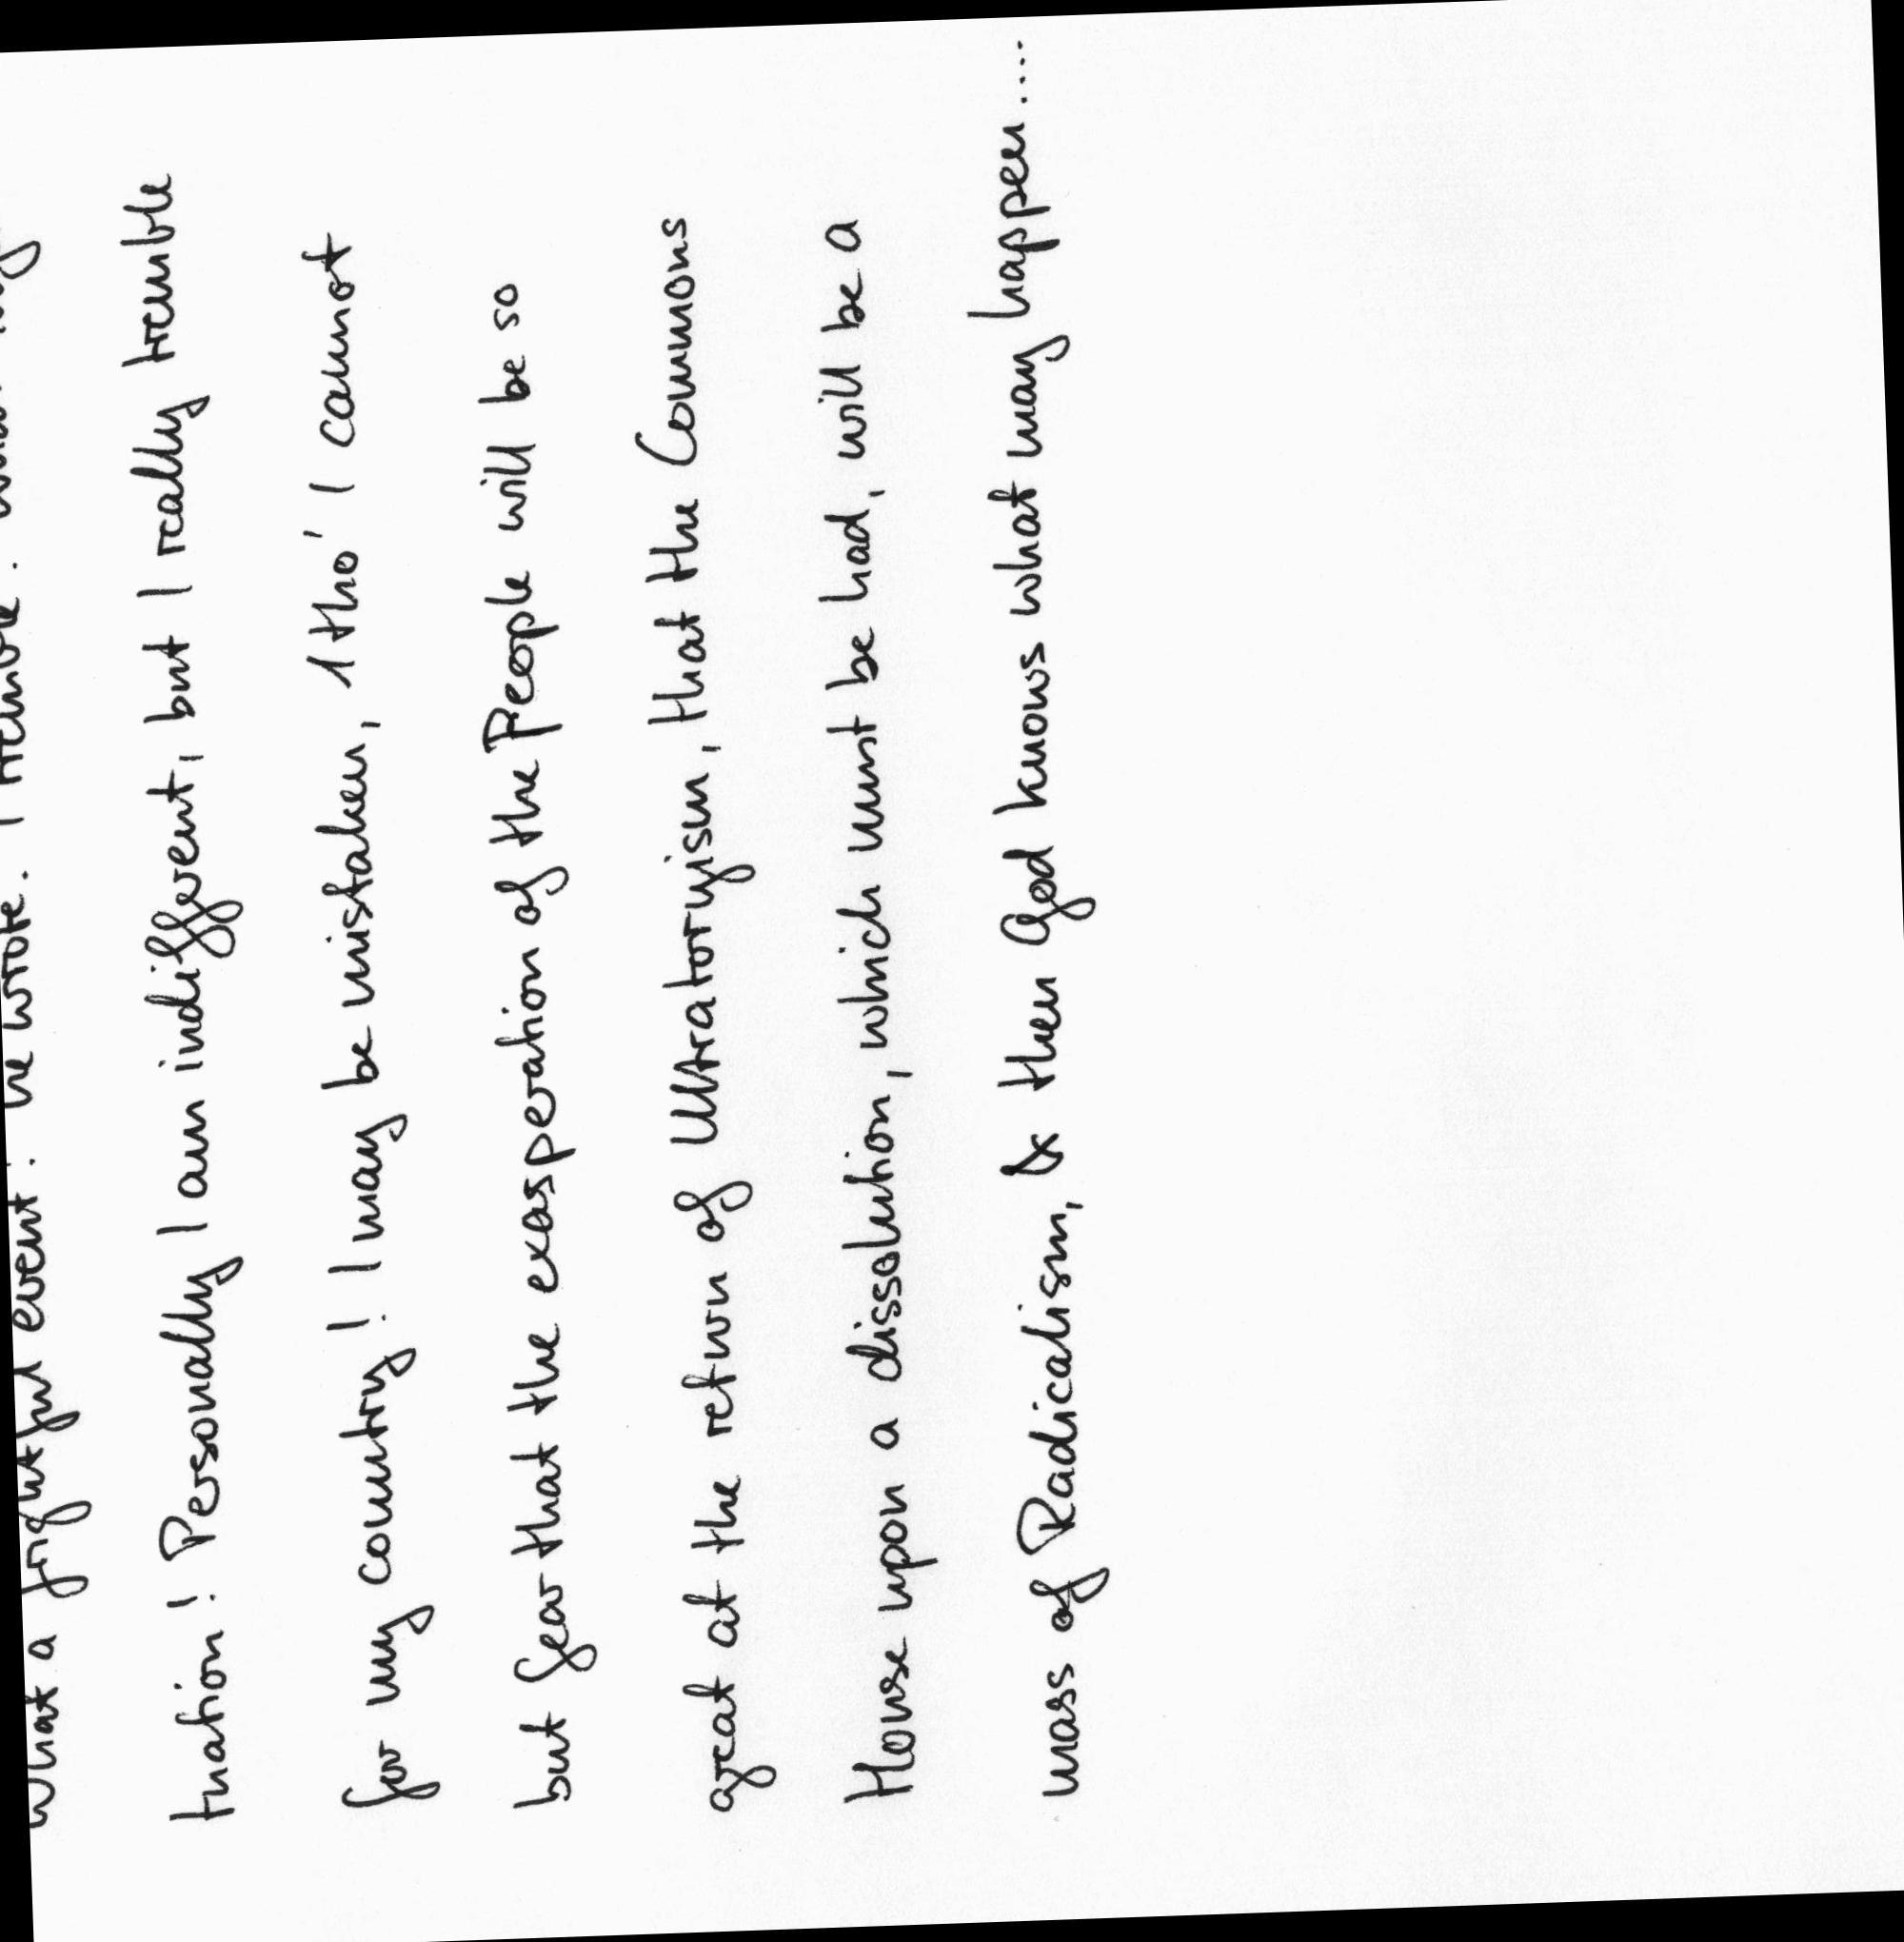 What a frightful event. he wrote. I tremble
tnation! Personally I am indifferent, but I really tremble
for my country! I may be mistaken, 1 tho' I cannot
but fear that the exasperation of the People will be so
great at the return of Ultratoryism, that the Commons
House upon a dissolution, which must be had, will be a
mass of Radicalism, & then God knows what may happen....